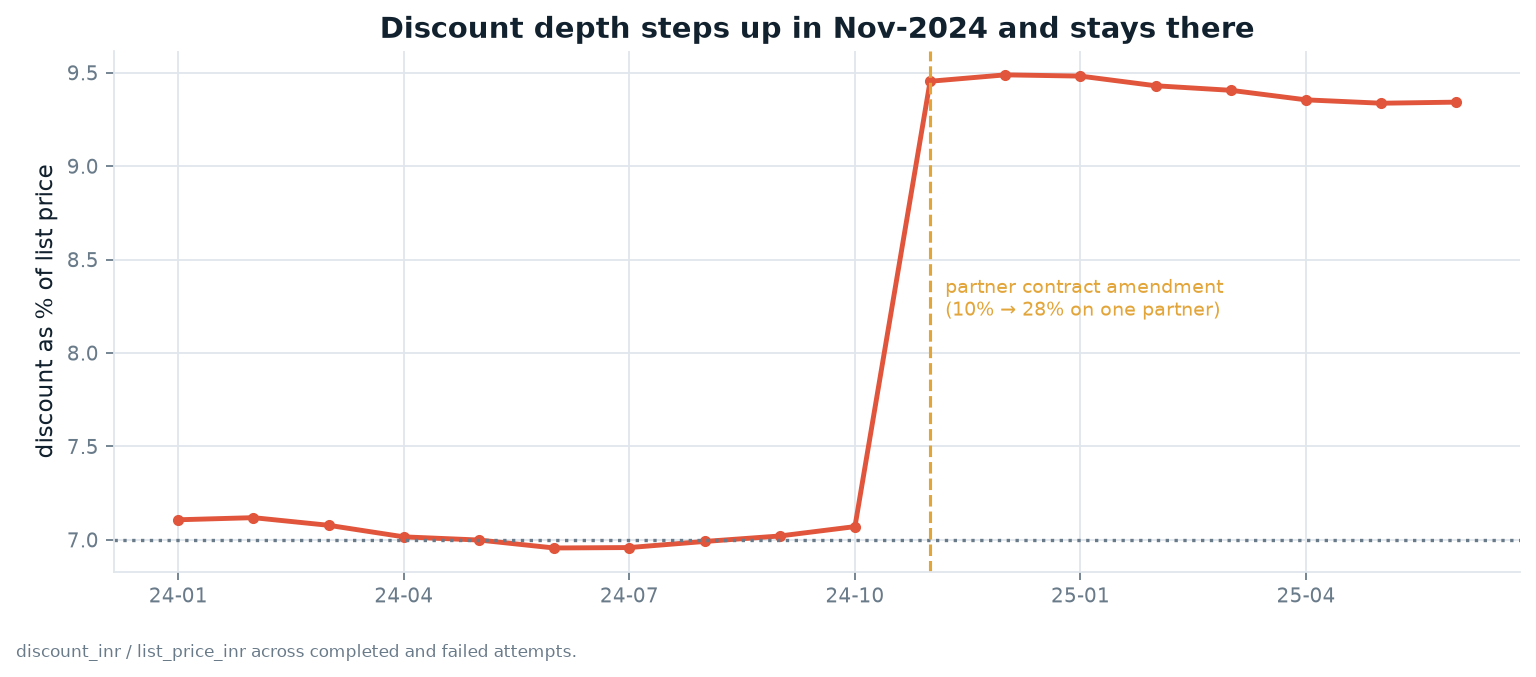 Discount depth steps up in Nov-2024 and stays there
discount as % of list price
9.5
9.0
8.5
8.0
7.5
7.0
partner contract amendment
(10% → 28% on one partner)
24-01
24-04
24-07
24-10
25-01
25-04
discount_inr / list_price_inr across completed and failed attempts.